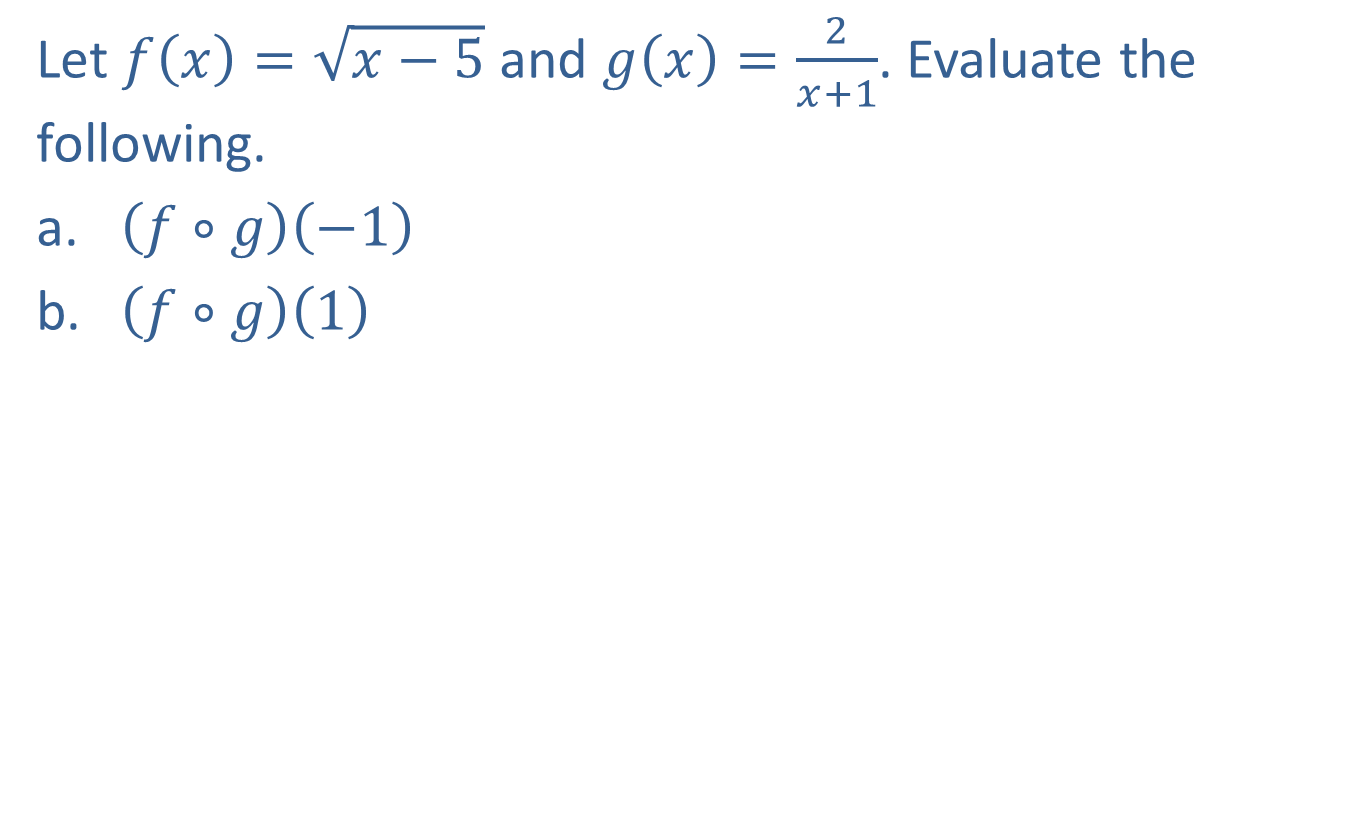 Let 𝑓(𝑥) = √(𝑥 − 5) and 𝑔(𝑥) = 2/(𝑥+1). Evaluate the
following.
a. (𝑓 ∘ 𝑔)(−1)
b. (𝑓 ∘ 𝑔)(1)